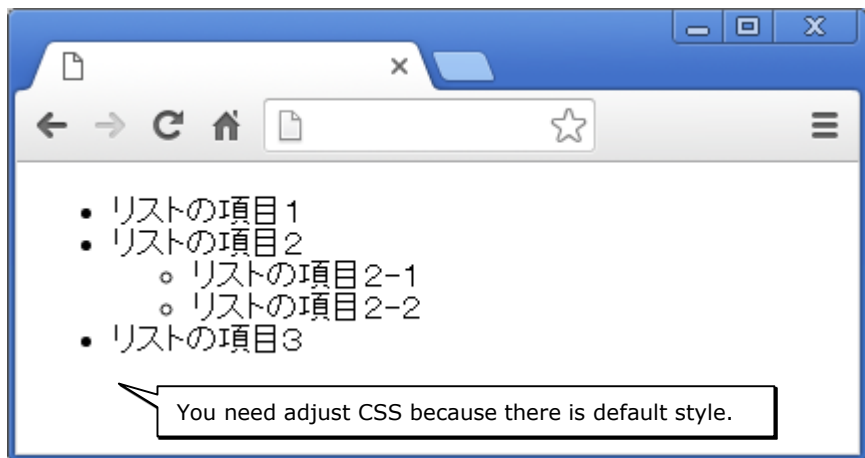 リストの項目1
リストの項目2
リストの項目2-1
リストの項目2-2
リストの項目3
You need adjust CSS because there is default style.